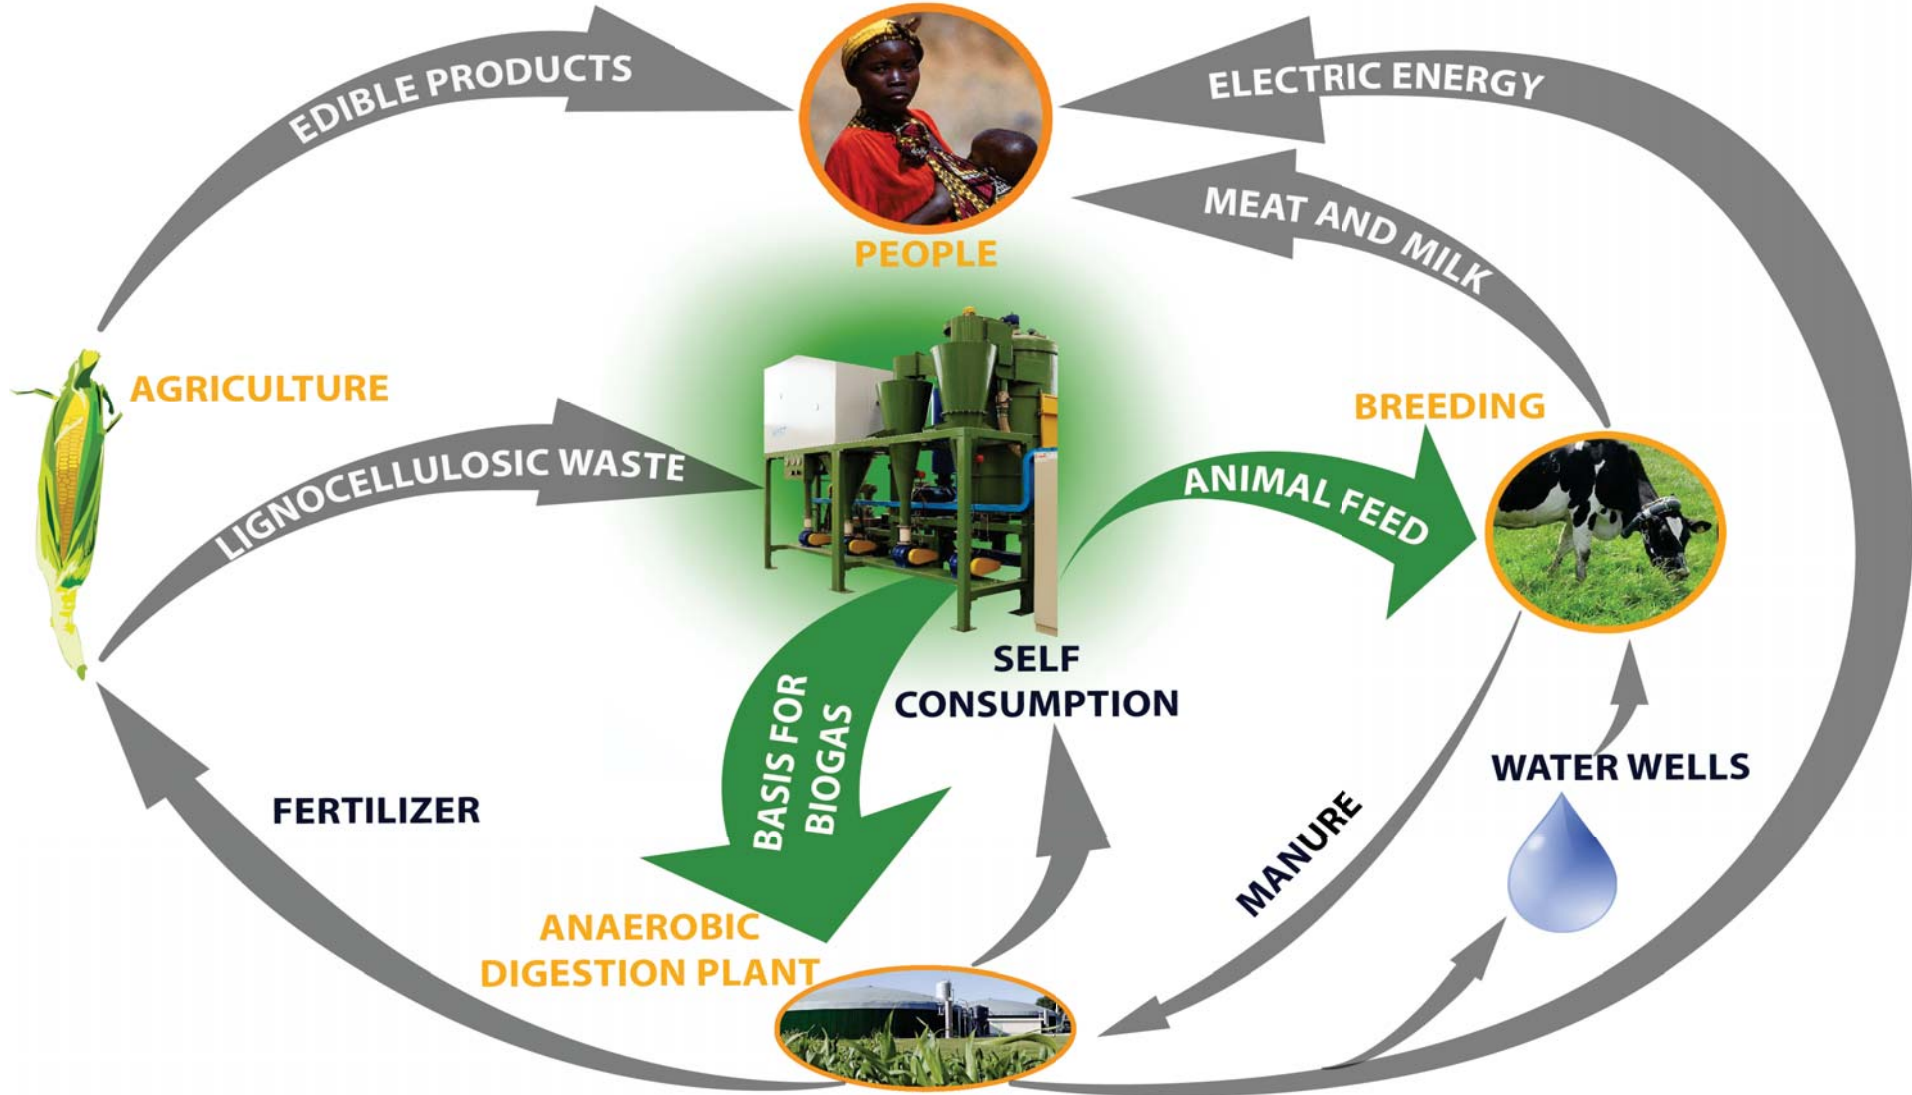 EDIBLE PRODUCTS
ELECTRIC ENERGY
MEAT AND MILK
PEOPLE
AGRICULTURE
BREEDING
LIGNOCELLULOSIC WASTE
ANIMAL FEED
SELF
CONSUMPTION
BASIS FOR
BIOGAS
WATER WELLS
FERTILIZER
MANURE
ANAEROBIC
DIGESTION PLANT